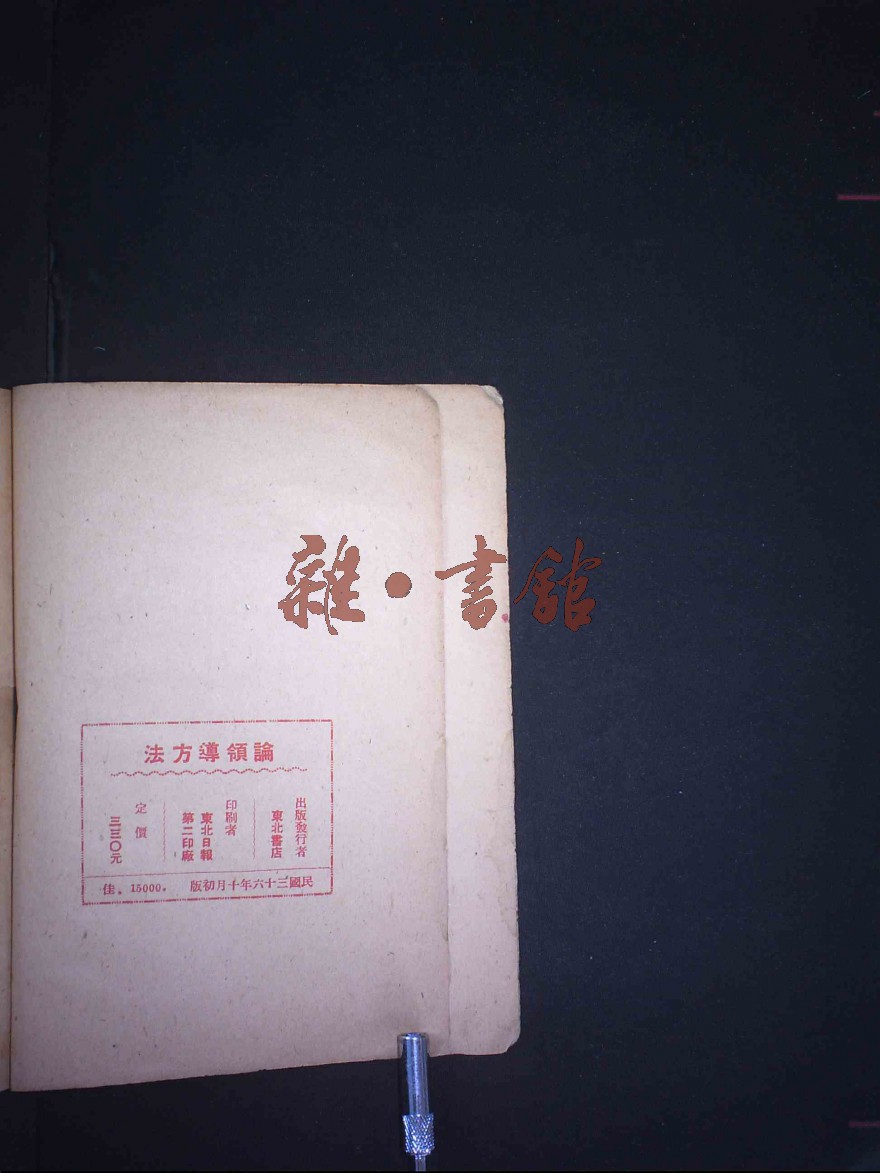 雜·書館
論領導方法
出版發行者
東北書店
印刷者
東北日報
第二印廠
定價
三三〇元
民國三十六年十月初版 . 15000. 佳